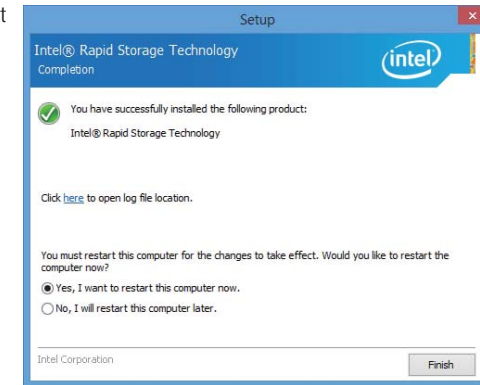 t
Setup
Intel® Rapid Storage Technology
Completion
intel
You have successfully installed the following product:
Intel® Rapid Storage Technology
Click here to open log file location.
You must restart this computer for the changes to take effect. Would you like to restart the
computer now?
Yes, I want to restart this computer now.
No, I will restart this computer later.
Intel Corporation
Finish